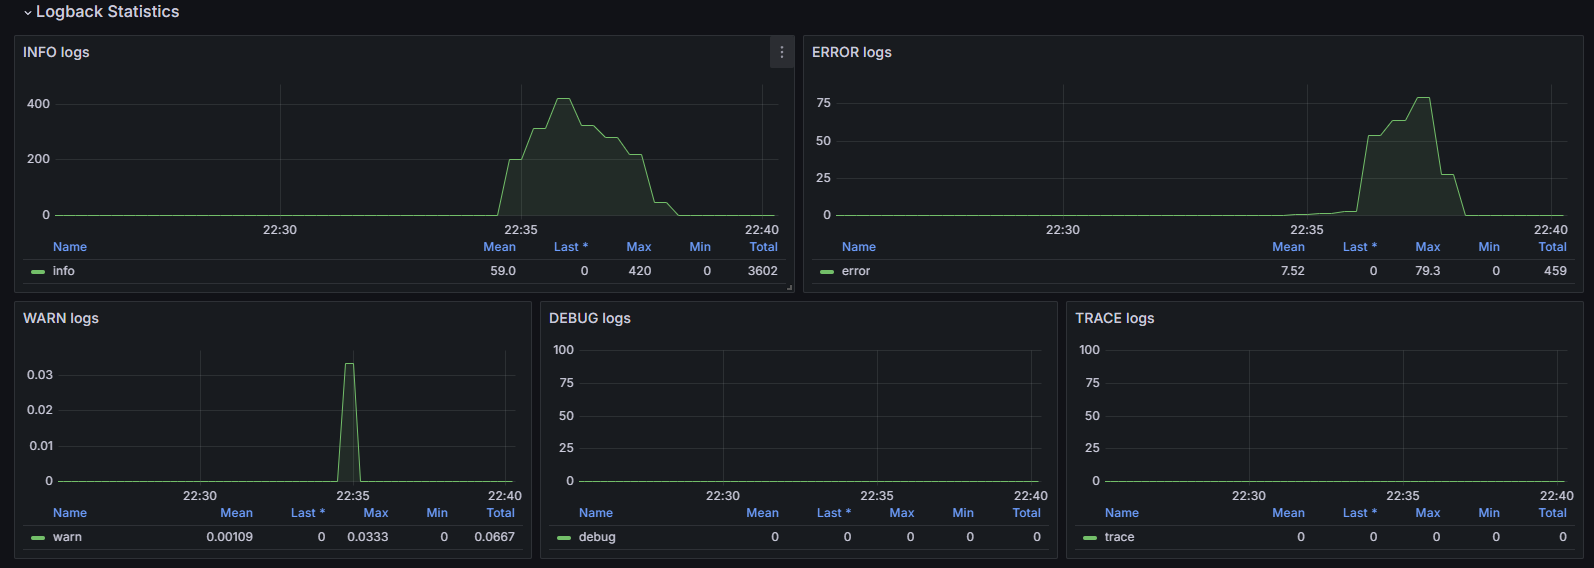 Logback Statistics
INFO logs
400
200
0
22:30 22:35 22:40
Name Mean Last * Max Min Total
info 59.0 0 420 0 3602
ERROR logs
75
50
25
0
22:30 22:35 22:40
Name Mean Last * Max Min Total
error 7.52 0 79.3 0 459
WARN logs
0.03
0.02
0.01
0
22:30 22:35 22:40
Name Mean Last * Max Min Total
warn 0.00109 0 0.0333 0 0.0667
DEBUG logs
100
75
50
25
0
22:30 22:35 22:40
Name Mean Last * Max Min Total
debug 0 0 0 0 0
TRACE logs
100
75
50
25
0
22:30 22:35 22:40
Name Mean Last * Max Min Total
trace 0 0 0 0 0